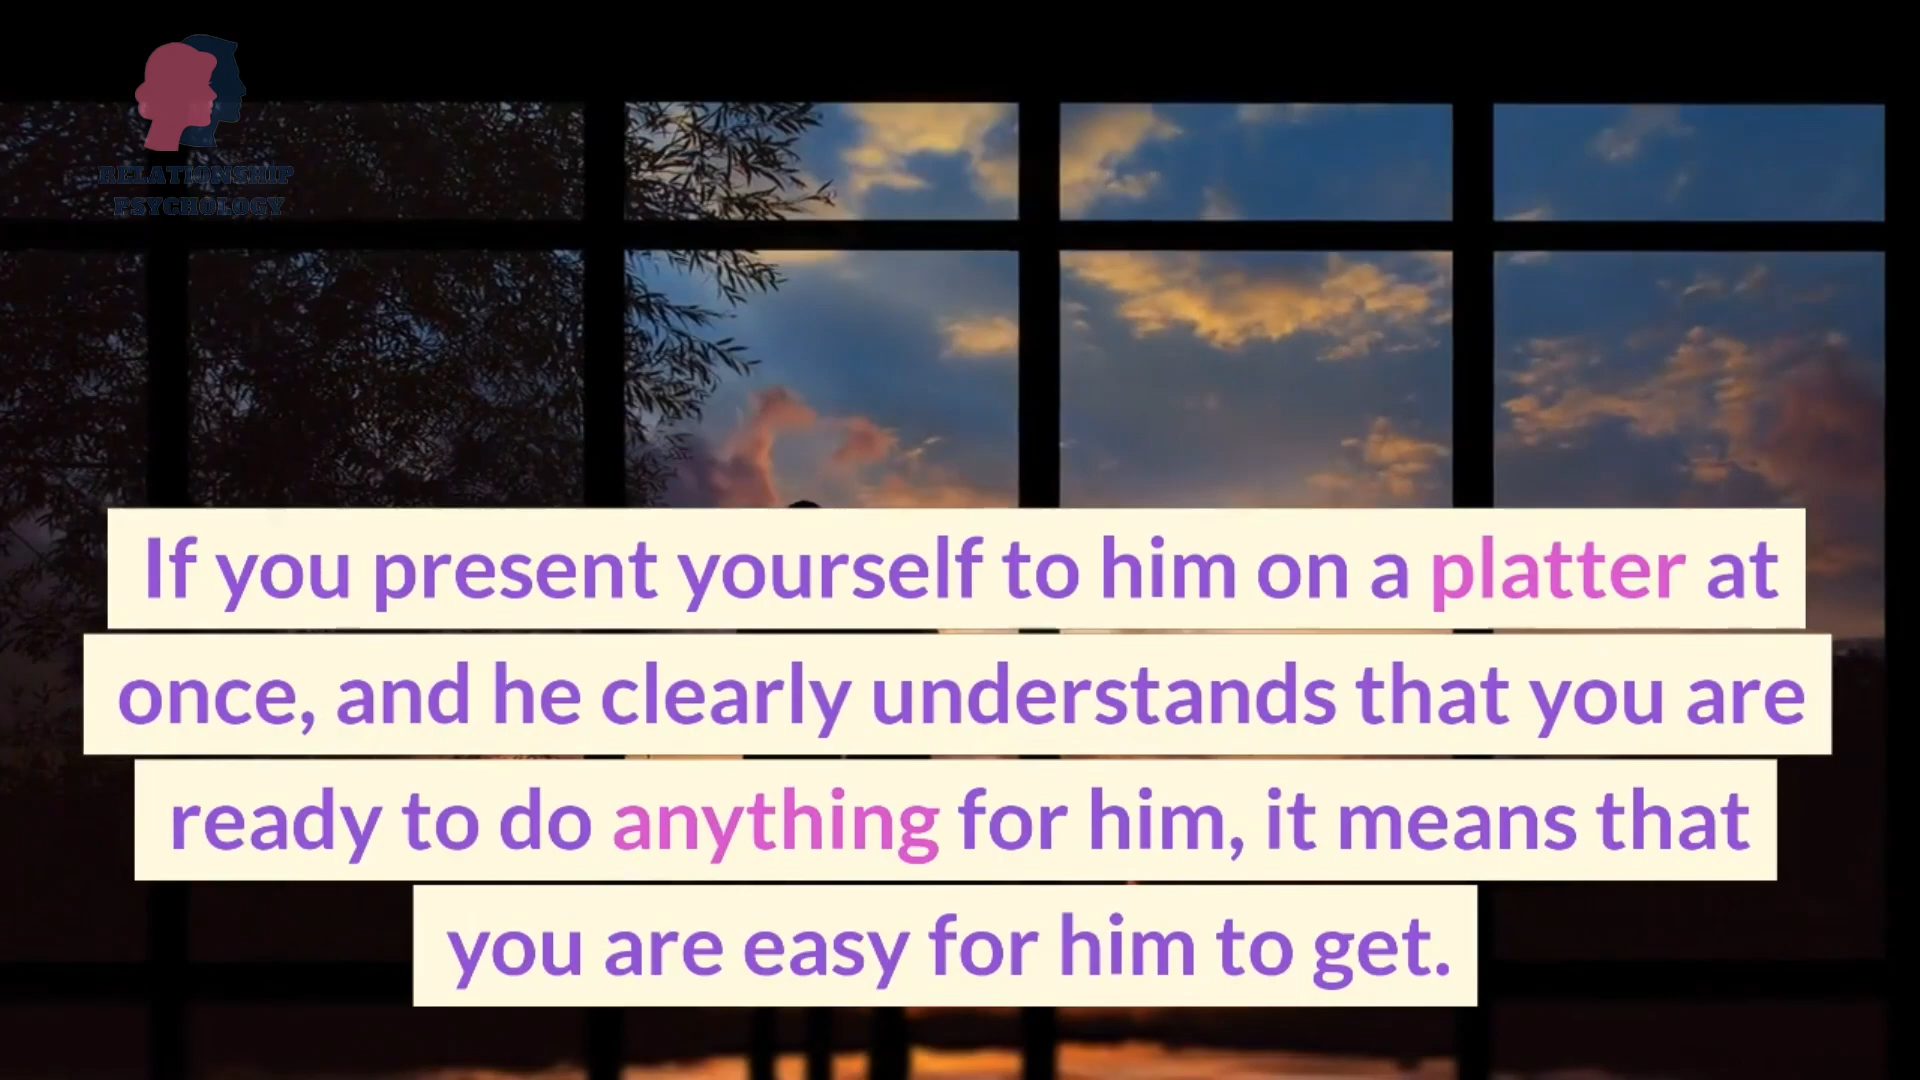 RELATIONSHIP
PSYCHOLOGY
If you present yourself to him on a platter at
once, and he clearly understands that you are
ready to do anything for him, it means that
you are easy for him to get.